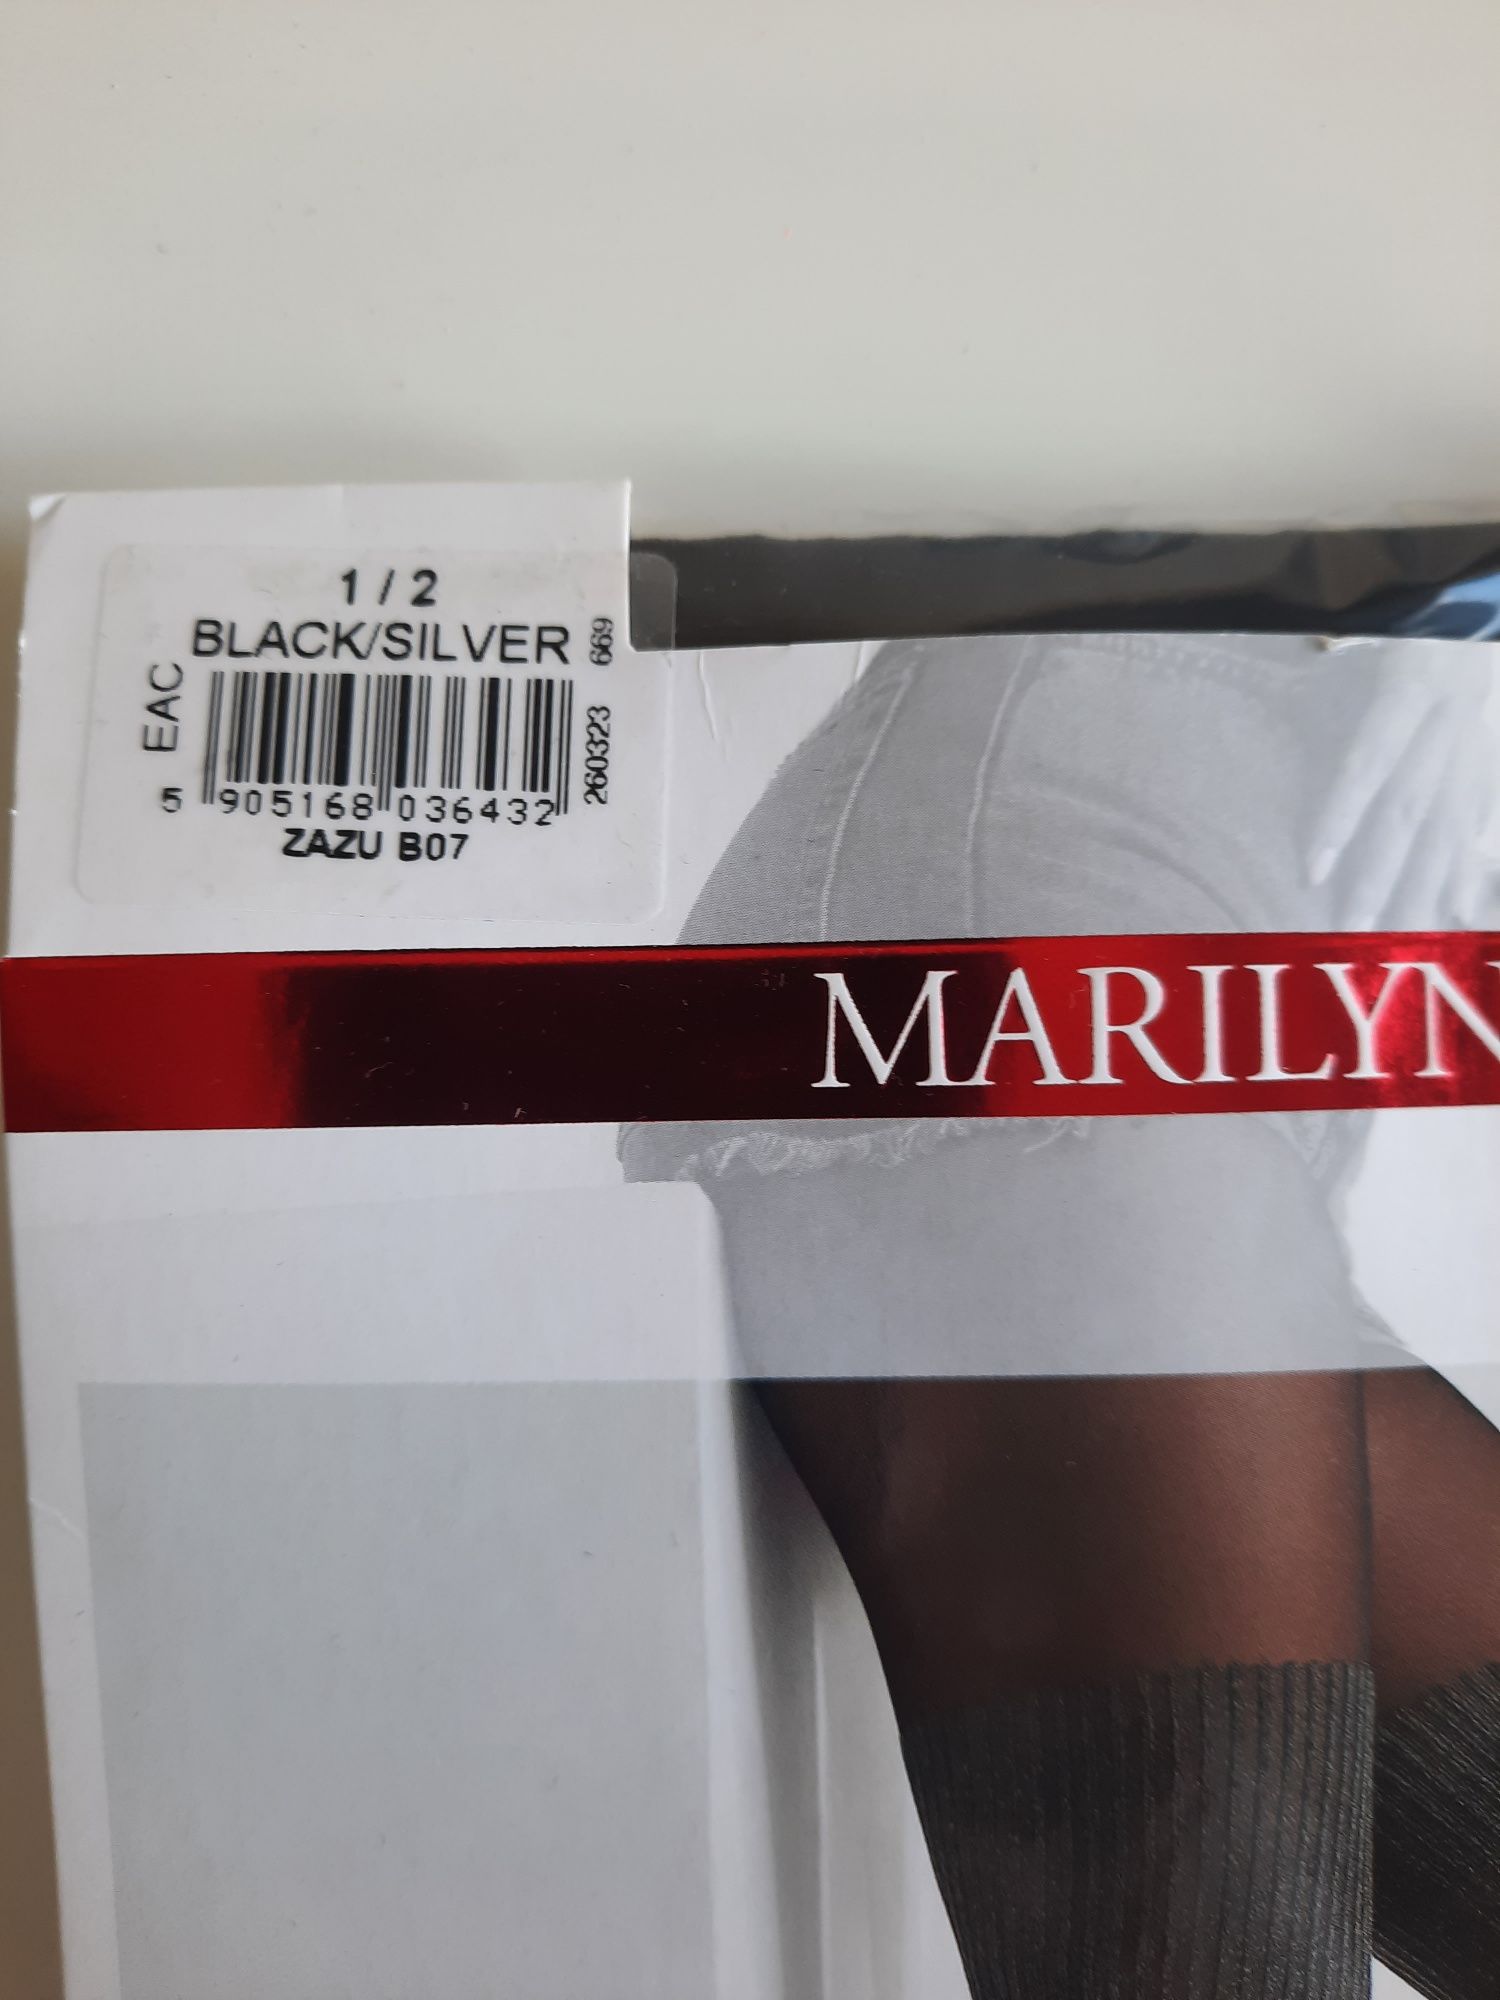 1 / 2
BLACK/SILVER
EAC
5 905168 036432
260323 669
ZAZU B07
MARILYN